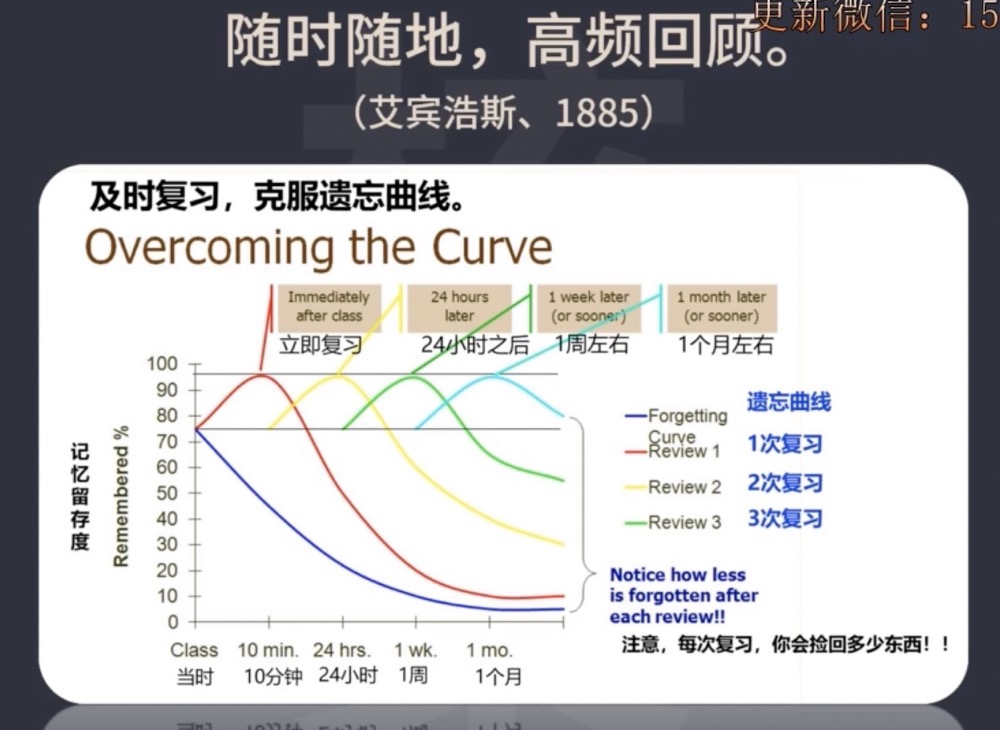 更新微信：15
随时随地，高频回顾。
（艾宾浩斯、1885）
及时复习，克服遗忘曲线。
Overcoming the Curve
Immediately
after class
24 hours
later
1 week later
(or sooner)
1 month later
(or sooner)
立即复习
24小时之后
1周左右
1个月左右
记忆留存度
Remembered %
100
90
80
70
60
50
40
30
20
10
0
Class
10 min.
24 hrs.
1 wk.
1 mo.
当时
10分钟
24小时
1周
1个月
Forgetting
Curve
遗忘曲线
Review 1
1次复习
Review 2
2次复习
Review 3
3次复习
Notice how less
is forgotten after
each review!!
注意，每次复习，你会捡回多少东西！！